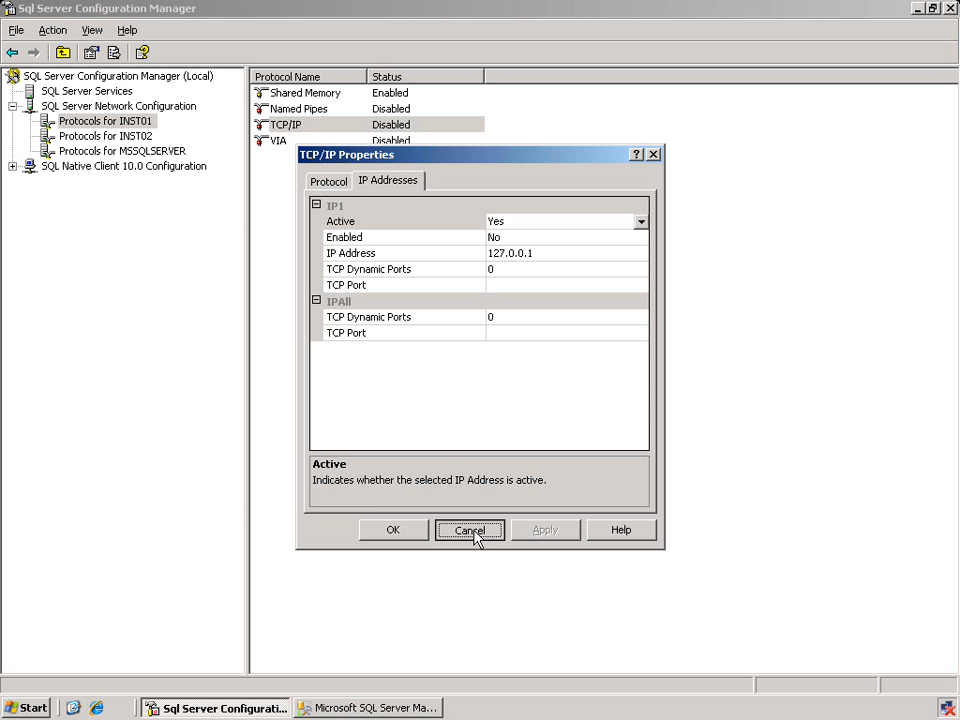 Sql Server Configuration Manager
File Action View Help
SQL Server Configuration Manager (Local)
SQL Server Services
SQL Server Network Configuration
Protocols for INST01
Protocols for INST02
Protocols for MSSQLSERVER
SQL Native Client 10.0 Configuration
Protocol Name Status
Shared Memory Enabled
Named Pipes Disabled
TCP/IP Disabled
VIA Disabled
TCP/IP Properties
Protocol IP Addresses
IP1
Active Yes
Enabled No
IP Address 127.0.0.1
TCP Dynamic Ports 0
TCP Port
IPAll
TCP Dynamic Ports 0
TCP Port
Active
Indicates whether the selected IP Address is active.
OK Cancel Apply Help
Start Sql Server Configurati... Microsoft SQL Server Ma...